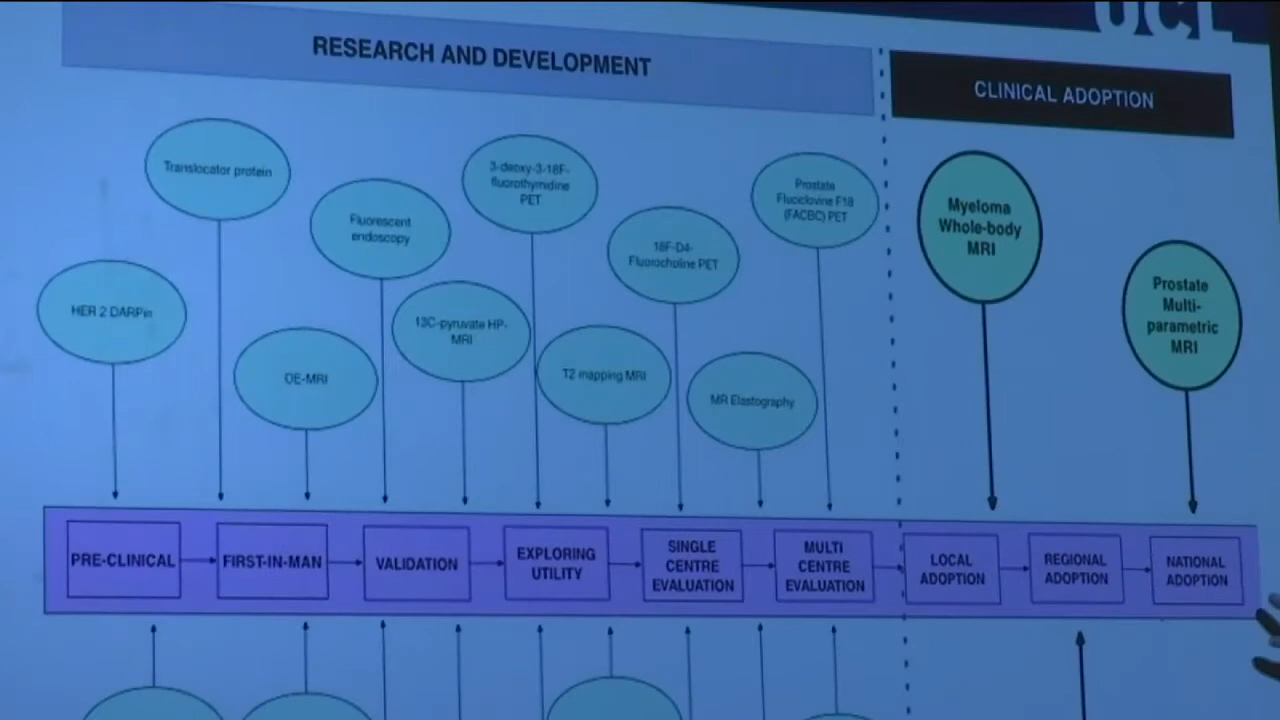 UCL
RESEARCH AND DEVELOPMENT
CLINICAL ADOPTION
Translocator protein
3-deoxy-3-18F-
fluorothymidine
PET
Prostate
Fluciclovine F18
(FACBC) PET
Myeloma
Whole-body
MRI
Fluorescent
endoscopy
18F-D4-
Fluorocholine PET
Prostate
Multi-
parametric
MRI
HER 2 DARPin
13C-pyruvate HP-
MRI
OE-MRI
T2 mapping MRI
MR Elastography
PRE-CLINICAL
FIRST-IN-MAN
VALIDATION
EXPLORING
UTILITY
SINGLE
CENTRE
EVALUATION
MULTI
CENTRE
EVALUATION
LOCAL
ADOPTION
REGIONAL
ADOPTION
NATIONAL
ADOPTION